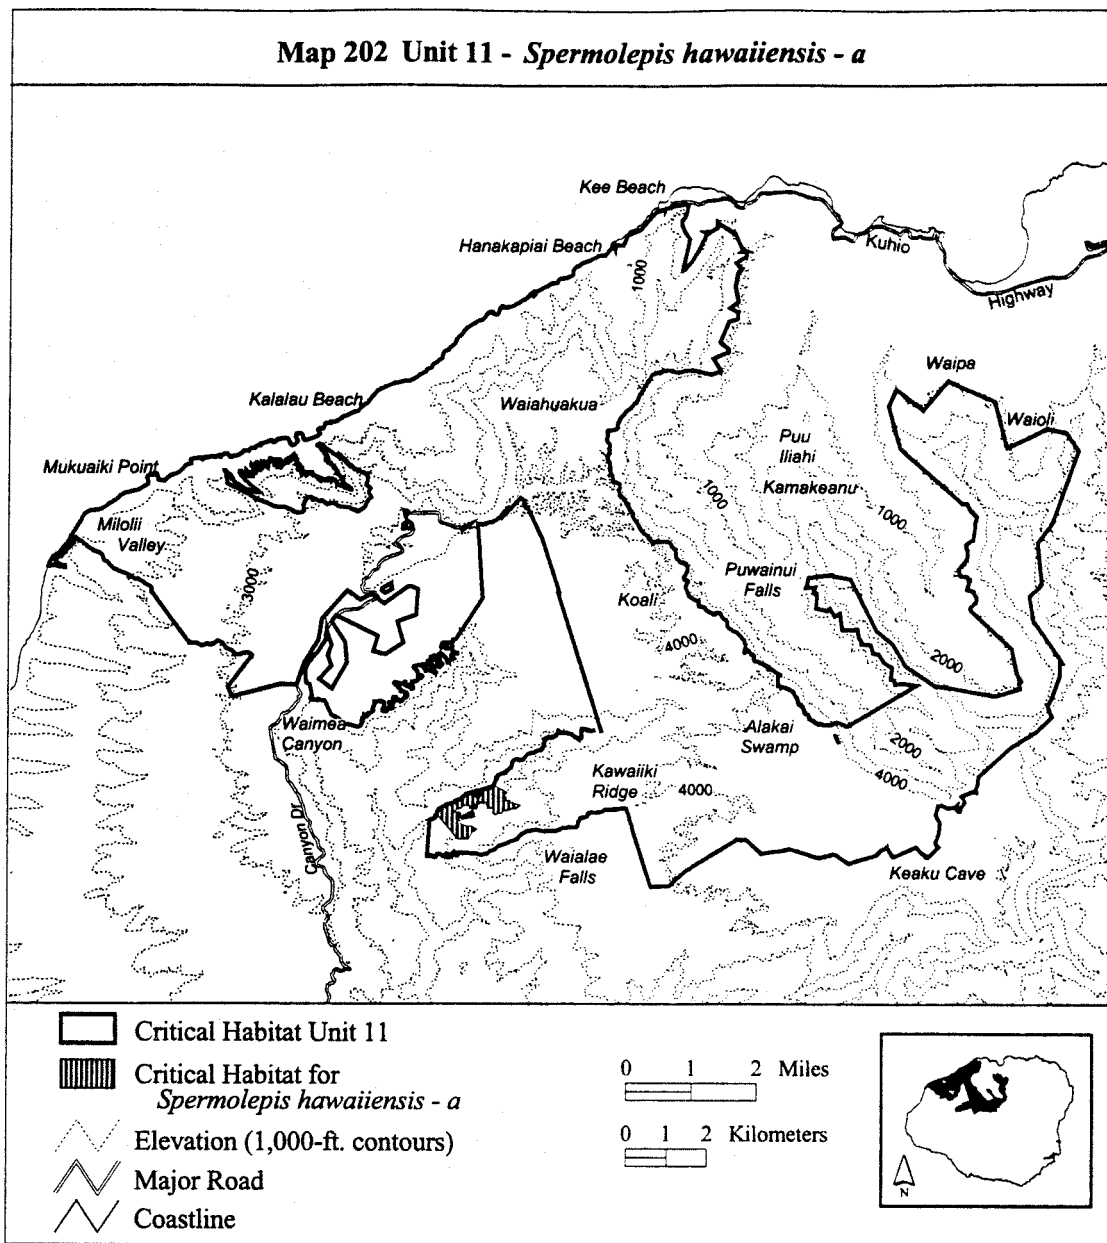 Map 202 Unit 11 - Spermolepis hawaiiensis - a
Kee Beach
Hanakapiai Beach
Kuhio
Highway
1000
Waipa
Kalalau Beach
Waiahuakua
Waioli
Puu
Iliahi
Mukuaiki Point
Kamakeanu
1000
1000
Milolii
Valley
3000
Puwainui
Falls
Koali
4000
2000
Waimea
Canyon
Alakai
Swamp
2000
4000
Kawaiiki
Ridge
4000
Canyon Dr
Waialae
Falls
Keaku Cave
Critical Habitat Unit 11
Critical Habitat for
Spermolepis hawaiiensis - a
Elevation (1,000-ft. contours)
Major Road
Coastline
0 1 2 Miles
0 1 2 Kilometers
N